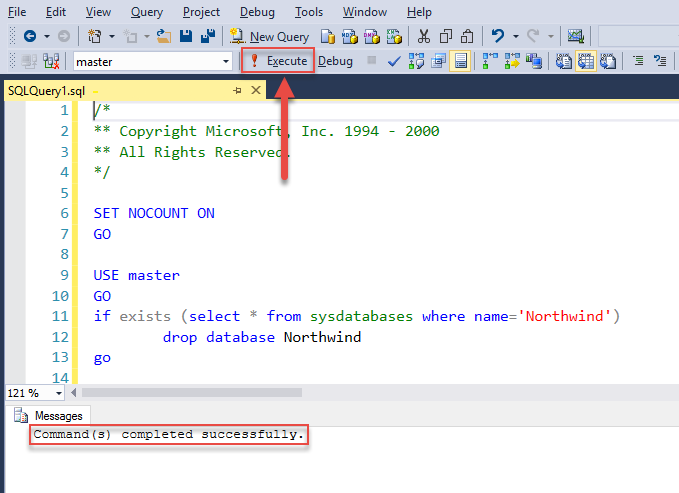 File Edit View Query Project Debug Tools Window Help
New Query
master Execute Debug
SQLQuery1.sql
1 /*
2 ** Copyright Microsoft, Inc. 1994 - 2000
3 ** All Rights Reserved.
4 */
5
6 SET NOCOUNT ON
7 GO
8
9 USE master
10 GO
11 if exists (select * from sysdatabases where name='Northwind')
12 drop database Northwind
13 go
14
121 %
Messages
Command(s) completed successfully.